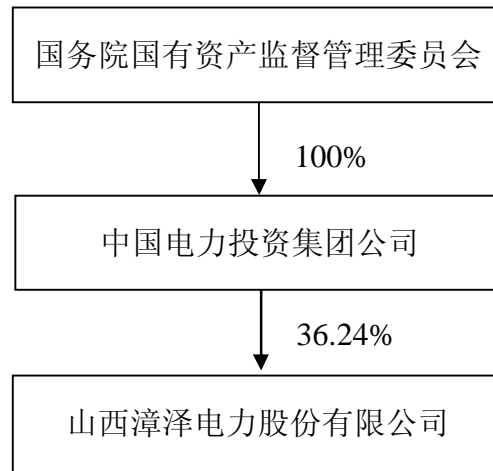 国务院国有资产监督管理委员会
100%
中国电力投资集团公司
36.24%
山西漳泽电力股份有限公司